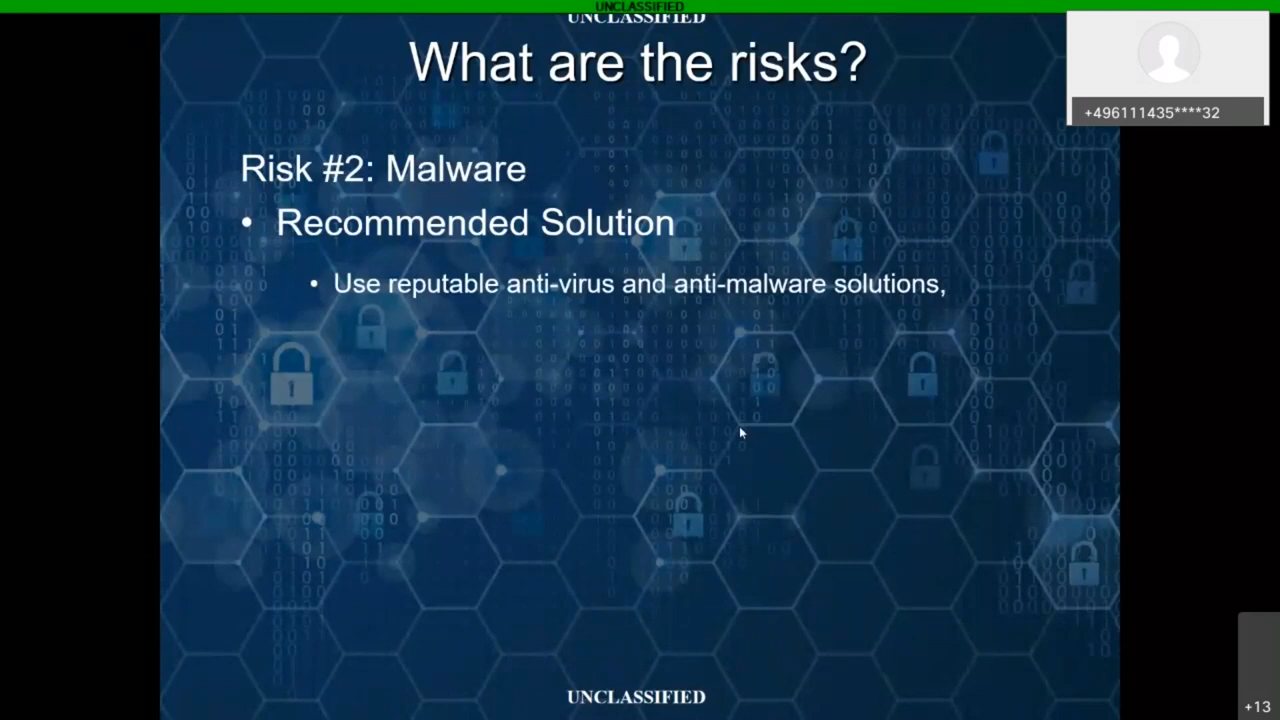 UNCLASSIFIED
UNCLASSIFIED
What are the risks?
+496111435****32
Risk #2: Malware
• Recommended Solution
• Use reputable anti-virus and anti-malware solutions,
UNCLASSIFIED
+13